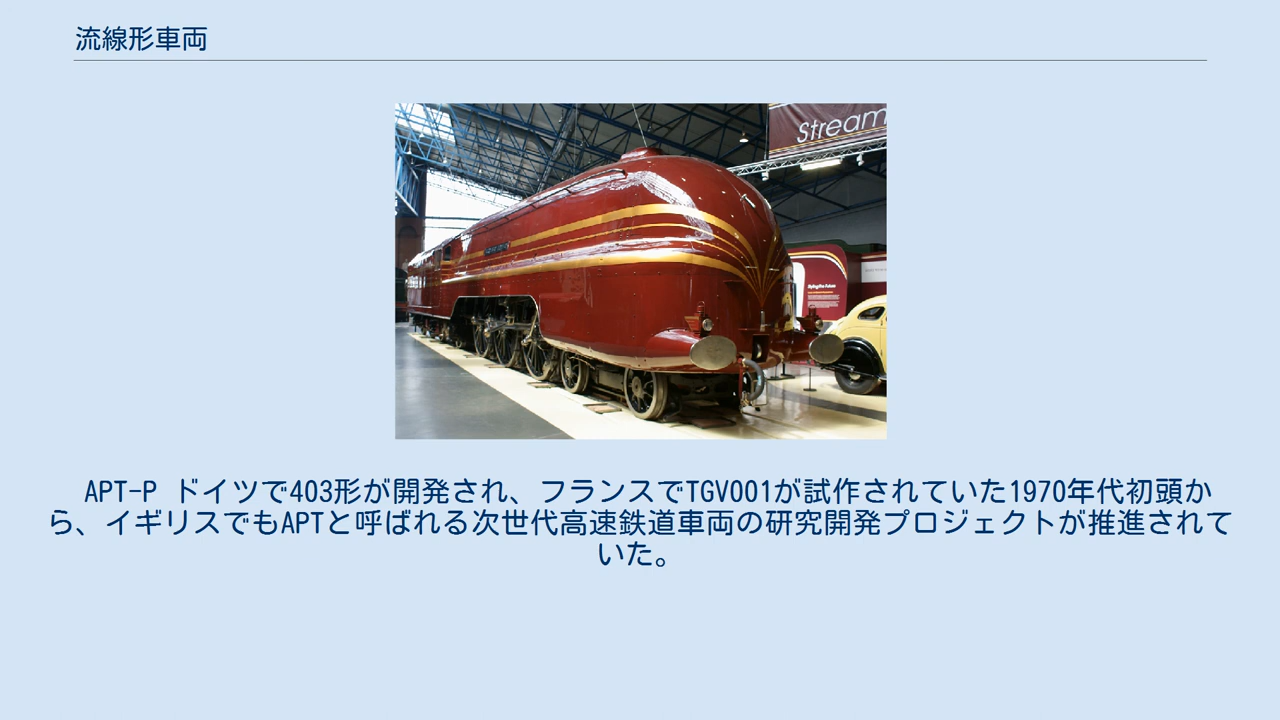 流線形車両
Stream
APT-P ドイツで403形が開発され、フランスでTGV001が試作されていた1970年代初頭か
ら、イギリスでもAPTと呼ばれる次世代高速鉄道車両の研究開発プロジェクトが推進されて
いた。